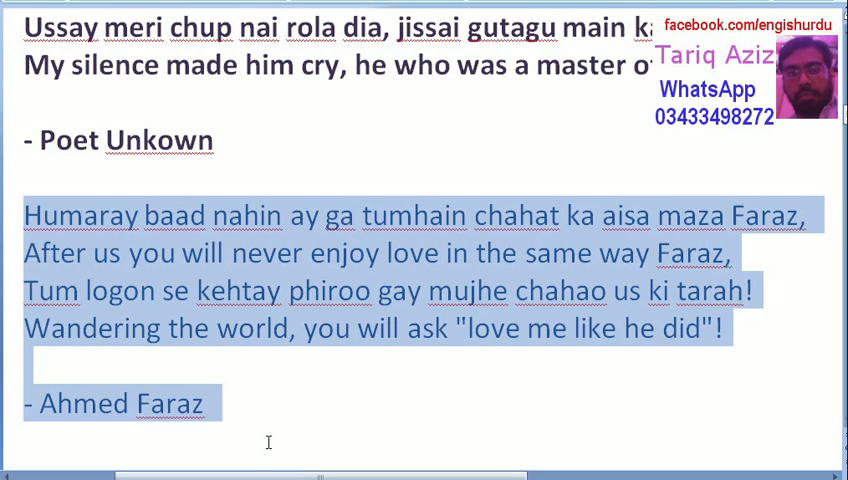 Ussay meri chup nai rola dia, jissai gutagu main
My silence made him cry, he who was a master
facebook.com/engishurdu
Tariq Aziz
WhatsApp
03433498272
- Poet Unkown
Humaray baad nahin ay ga tumhain chahat ka aisa maza Faraz,
After us you will never enjoy love in the same way Faraz,
Tum logon se kehtay phiroo gay mujhe chahao us ki tarah!
Wandering the world, you will ask "love me like he did"!
- Ahmed Faraz